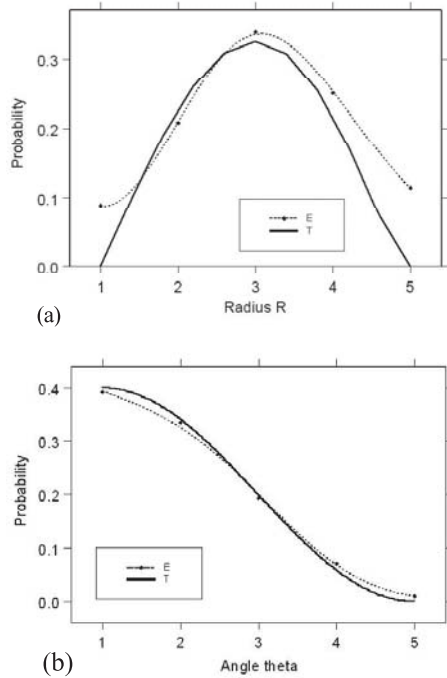 0.3
0.2
0.1
0.0
Probability
E
T
1 2 3 4 5
Radius R
(a)
0.4
0.3
0.2
0.1
0.0
Probability
E
T
1 2 3 4 5
Angle theta
(b)